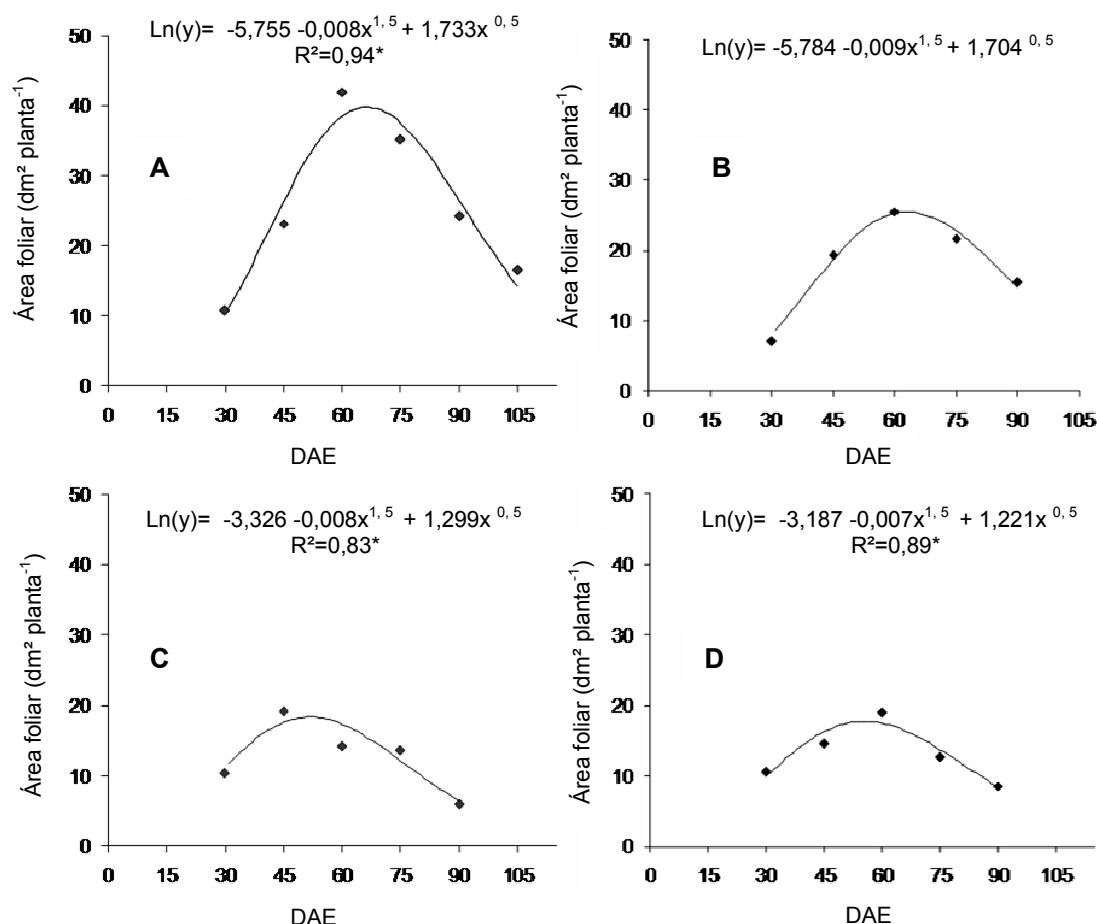 Ln(y)= -5,755 -0,008x^1, 5 + 1,733x ^0, 5
R²=0,94*
Área foliar (dm² planta^-1)
50
40
30
20
10
0
A
0 15 30 45 60 75 90 105
DAE
Ln(y)= -5,784 -0,009x^1, 5 + 1,704 ^0, 5
Área foliar (dm² planta^-1)
50
40
30
20
10
0
B
0 15 30 45 60 75 90 105
DAE
Ln(y)= -3,326 -0,008x^1, 5 + 1,299x ^0, 5
R²=0,83*
Área foliar (dm² planta^-1)
50
40
30
20
10
0
C
0 15 30 45 60 75 90 105
DAE
Ln(y)= -3,187 -0,007x^1, 5 + 1,221x ^0, 5
R²=0,89*
Área foliar (dm² planta^-1)
50
40
30
20
10
0
D
0 15 30 45 60 75 90 105
DAE